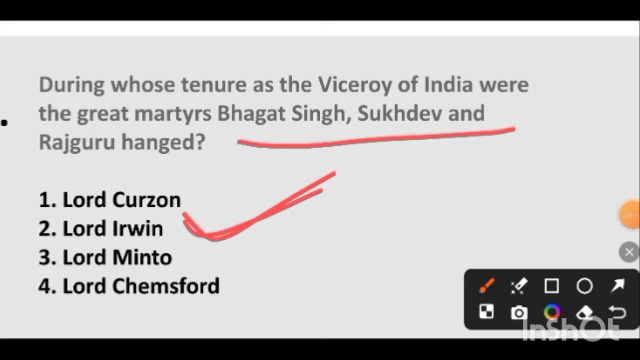 During whose tenure as the Viceroy of India were
the great martyrs Bhagat Singh, Sukhdev and
Rajguru hanged?
1. Lord Curzon
2. Lord Irwin
3. Lord Minto
4. Lord Chemsford
InShOt